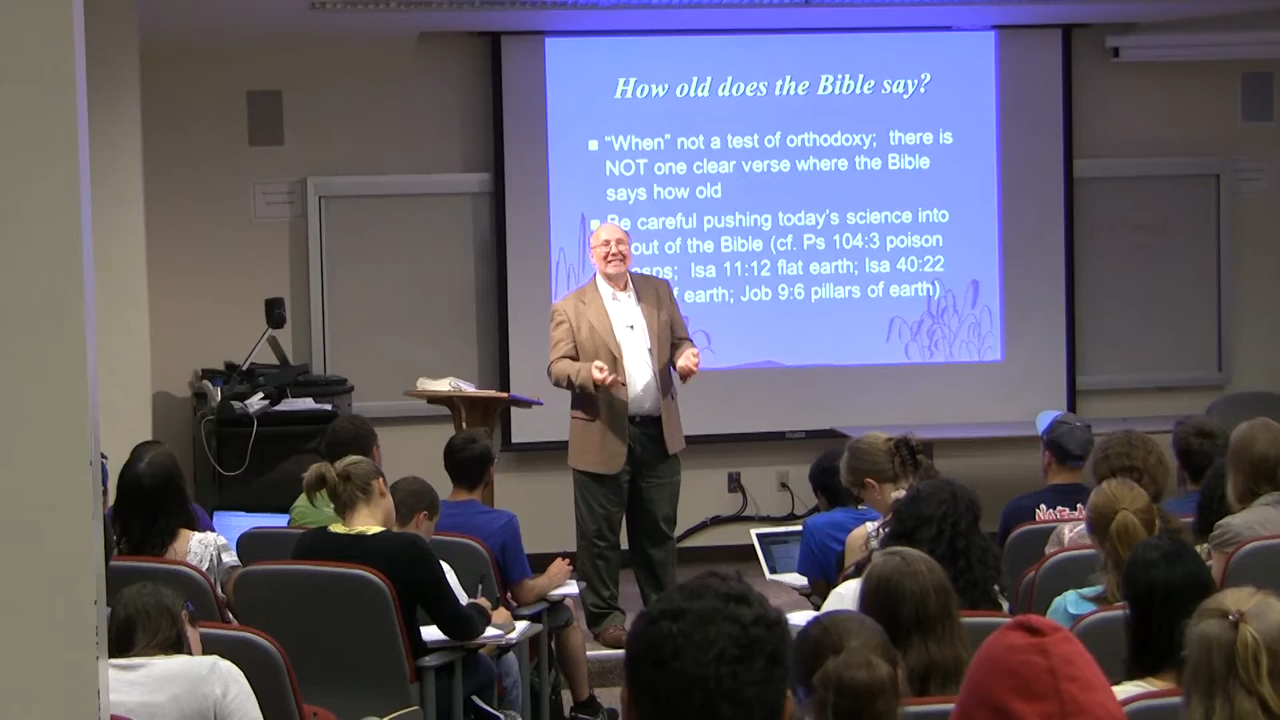 How old does the Bible say?
"When" not a test of orthodoxy; there is
NOT one clear verse where the Bible
says how old
Be careful pushing today's science into
out of the Bible (cf. Ps 104:3 poison
asps; Isa 11:12 flat earth; Isa 40:22
of earth; Job 9:6 pillars of earth)